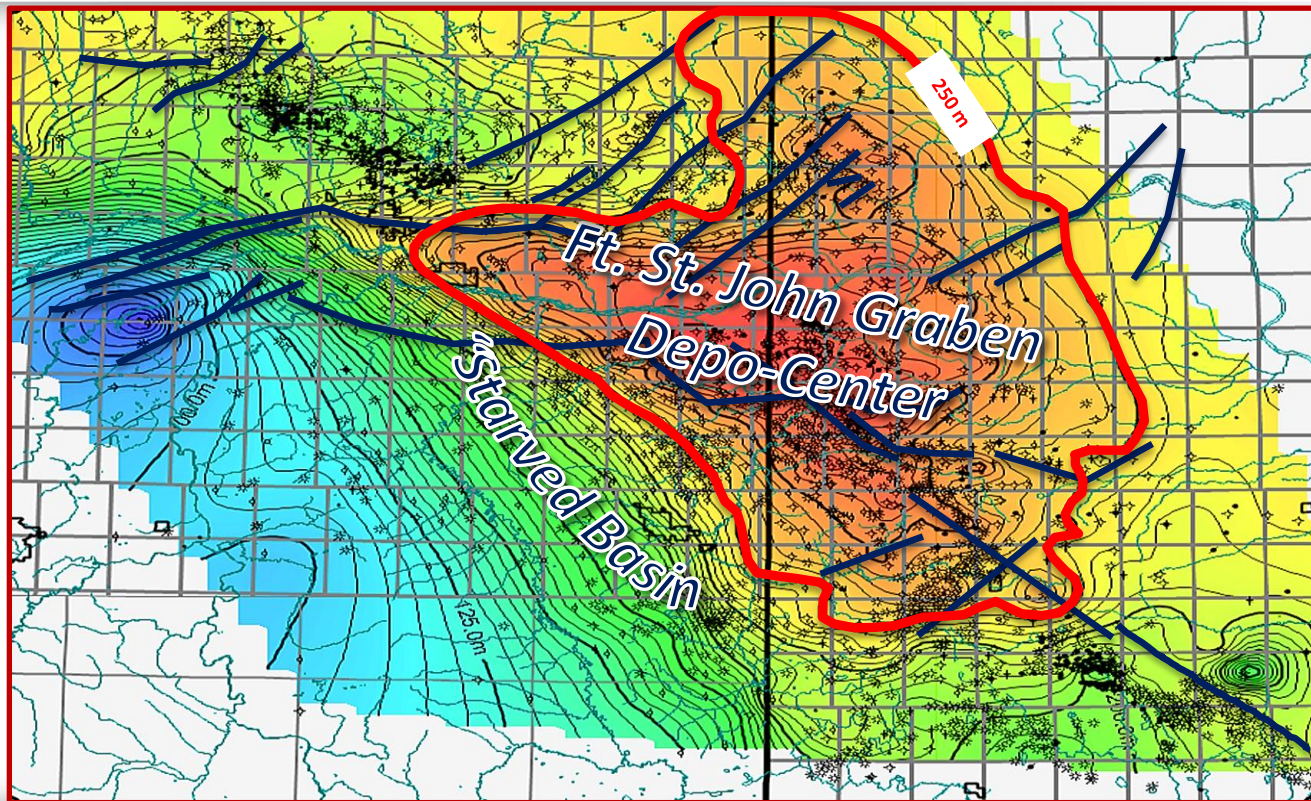 250 m
Ft. St. John Graben
Depo-Center
"Starved Basin
125.0m